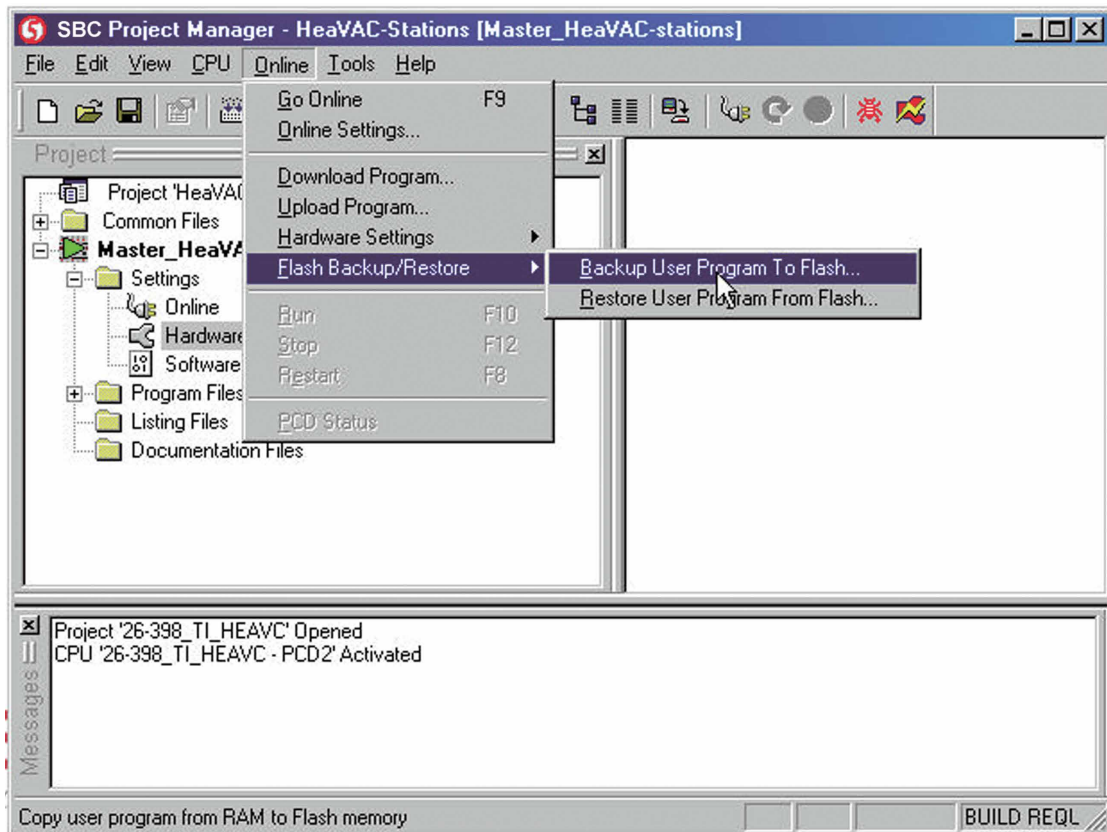 SBC Project Manager - HeaVAC-Stations [Master_HeaVAC-stations]
File Edit View CPU Online Tools Help
Go Online F9
Online Settings...
Download Program...
Upload Program...
Hardware Settings
Flash Backup/Restore
Run F10
Stop F12
Restart F8
PCD Status
Backup User Program To Flash...
Restore User Program From Flash...
Project
Project 'HeaVA
Common Files
Master_HeaVA
Settings
Online
Hardware
Software
Program Files
Listing Files
Documentation Files
Messages
Project '26-398_TI_HEAVC' Opened
CPU '26-398_TI_HEAVC - PCD2' Activated
Copy user program from RAM to Flash memory
BUILD REQL